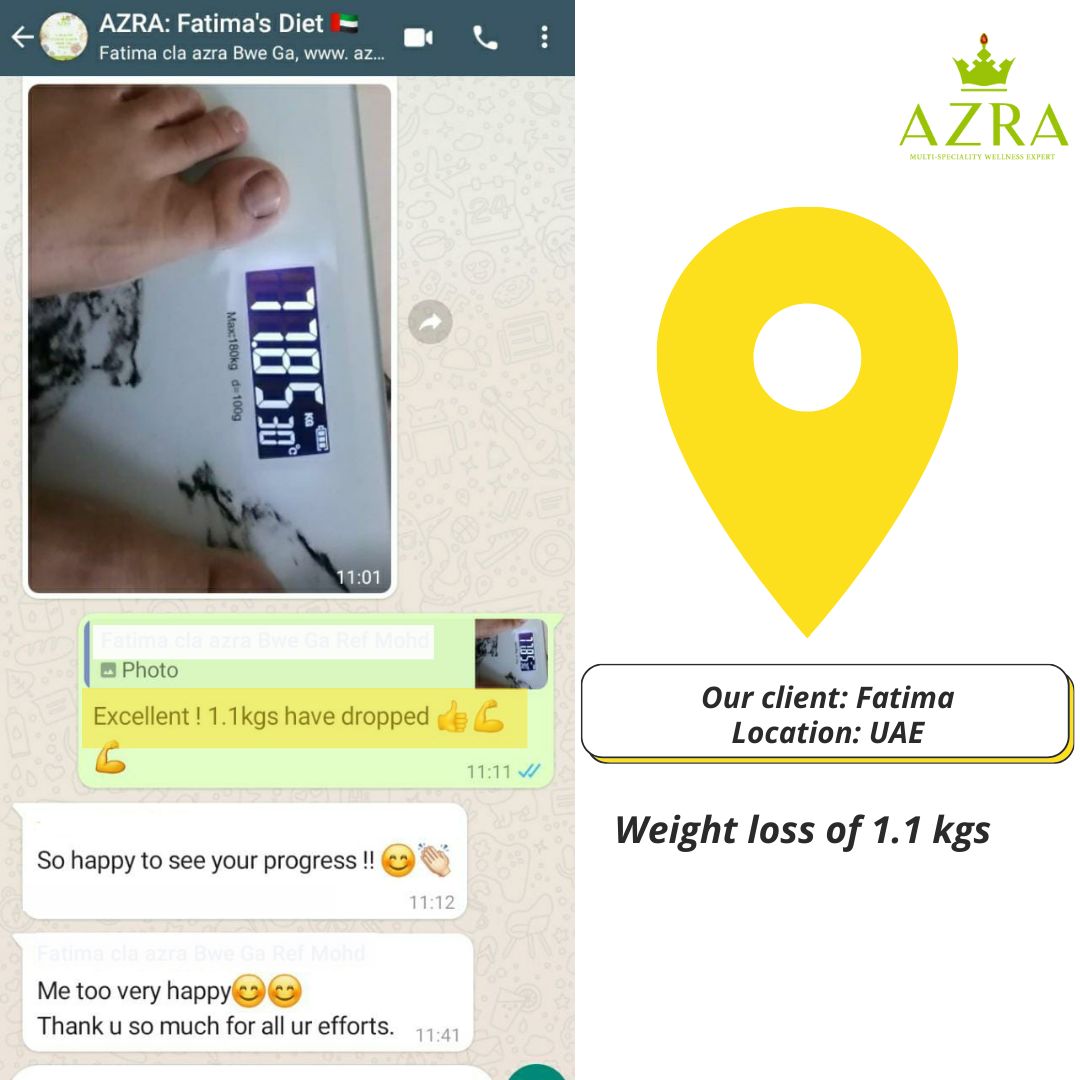 AZRA: Fatima's Diet 🇦🇪
Fatima cla azra Bwe Ga, www. az...
77.85 KG
30°C
Max:180kg d=100g
11:01
Fatima cla azra Bwe Ga Ref Mohd
Photo
Excellent ! 1.1kgs have dropped 👍💪
💪
11:11
So happy to see your progress !! 😊👏🏻
11:12
Fatima cla azra Bwe Ga Ref Mohd
Me too very happy😊😊
Thank u so much for all ur efforts.
11:41
AZRA
MULTI-SPECIALITY WELLNESS EXPERT
Our client: Fatima
Location: UAE
Weight loss of 1.1 kgs